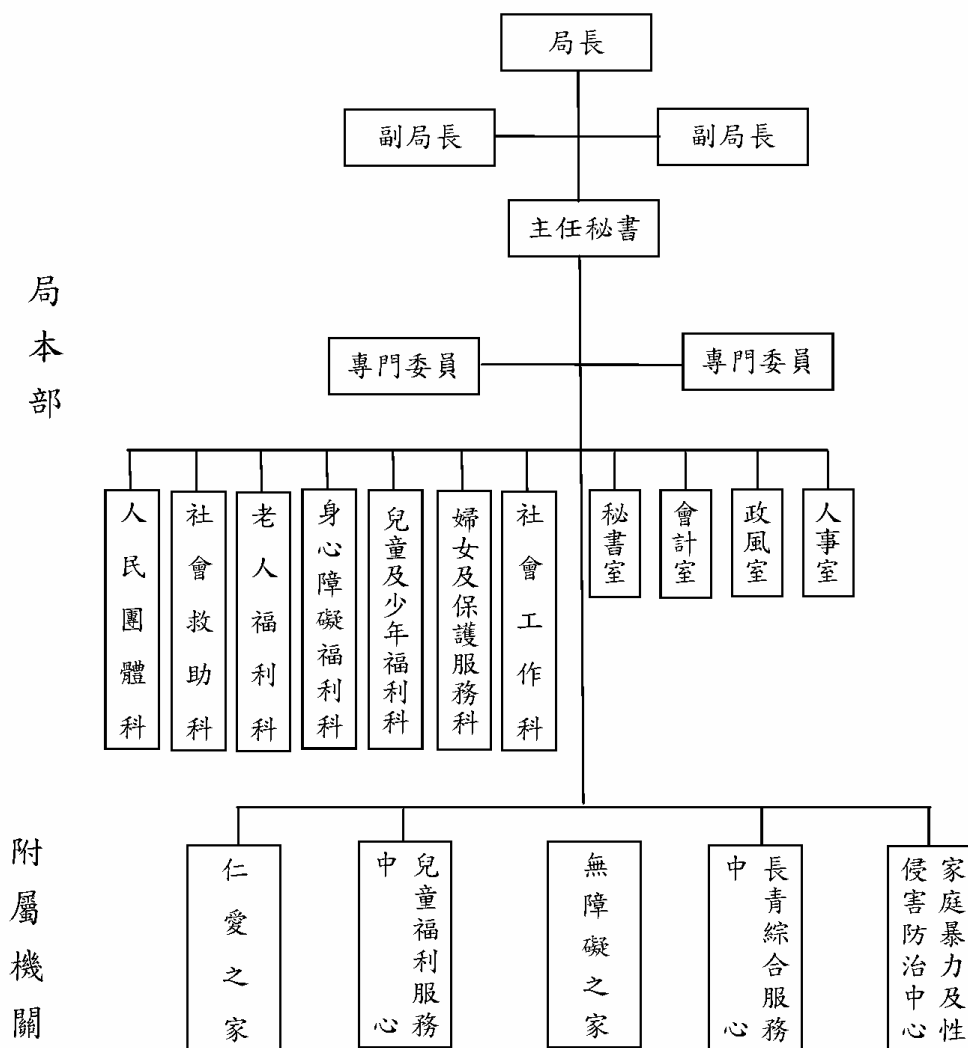 局長
副局長
副局長
主任秘書
局本部
專門委員
專門委員
人民團體科
社會救助科
老人福利科
身心障礙福利科
兒童及少年福利科
婦女及保護服務科
社會工作科
秘書室
會計室
政風室
人事室
附屬機關
仁愛之家
兒童福利服務
中心
無障礙之家
長青綜合服務
中心
家庭暴力及性
侵害防治中心